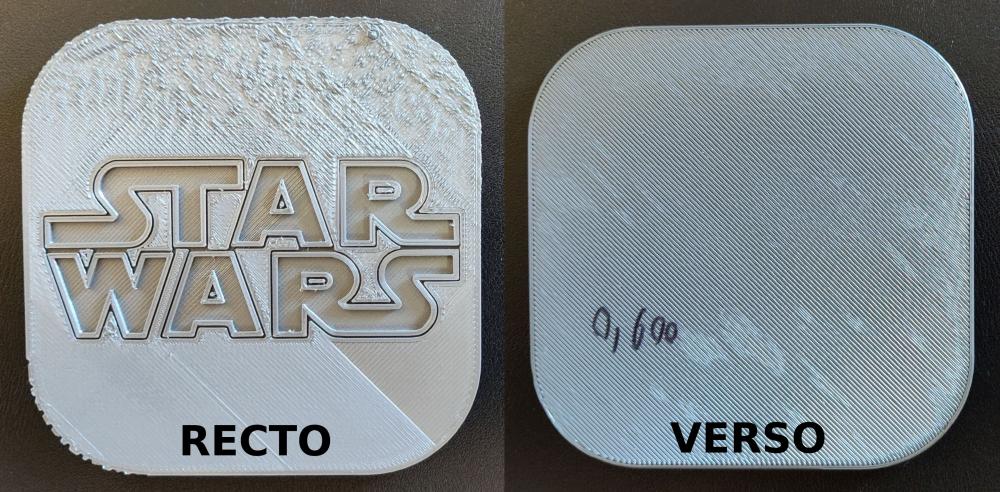 STAR
WARS
RECTO
0,600
VERSO